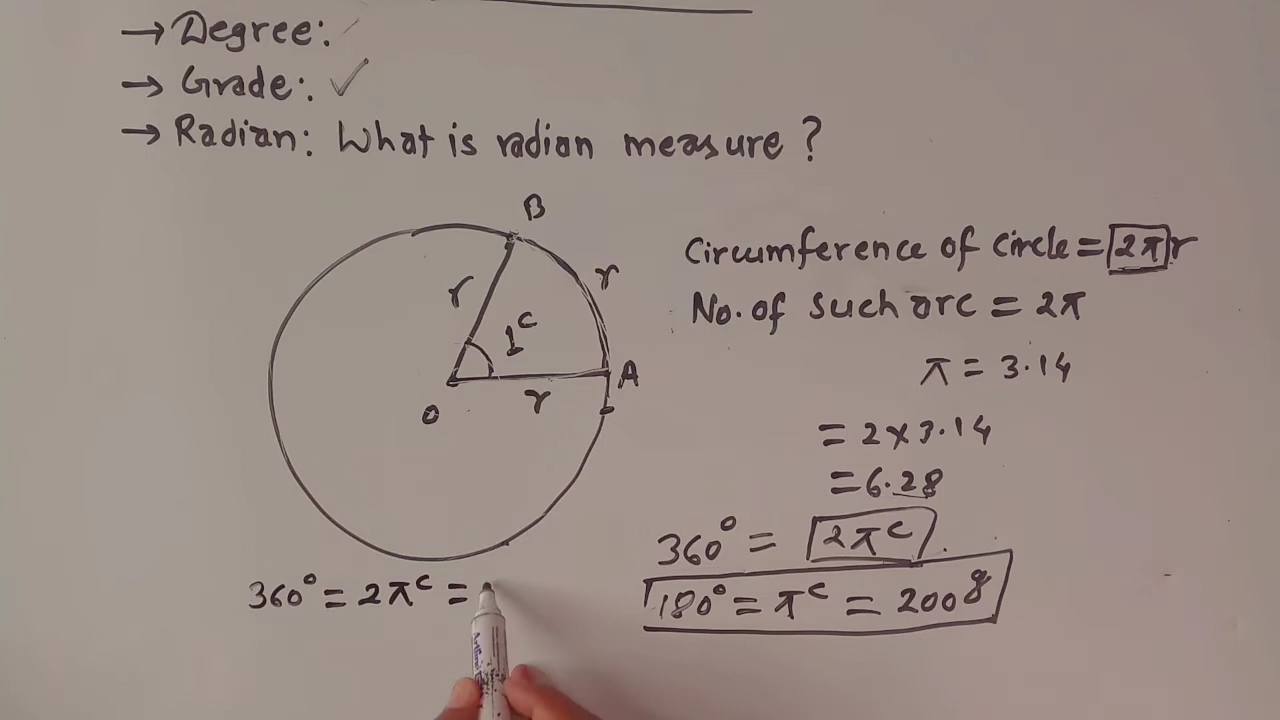 → Degree:
→ Grade: ✓
→ Radian: What is radian measure?
B
r
r
1ᶜ
A
r
O
Circumference of circle = 2πr
No. of such arc = 2π
π = 3.14
= 2×3.14
= 6.28
360° = 2πᶜ.
180° = πᶜ = 200ᵍ
360° = 2πᶜ =